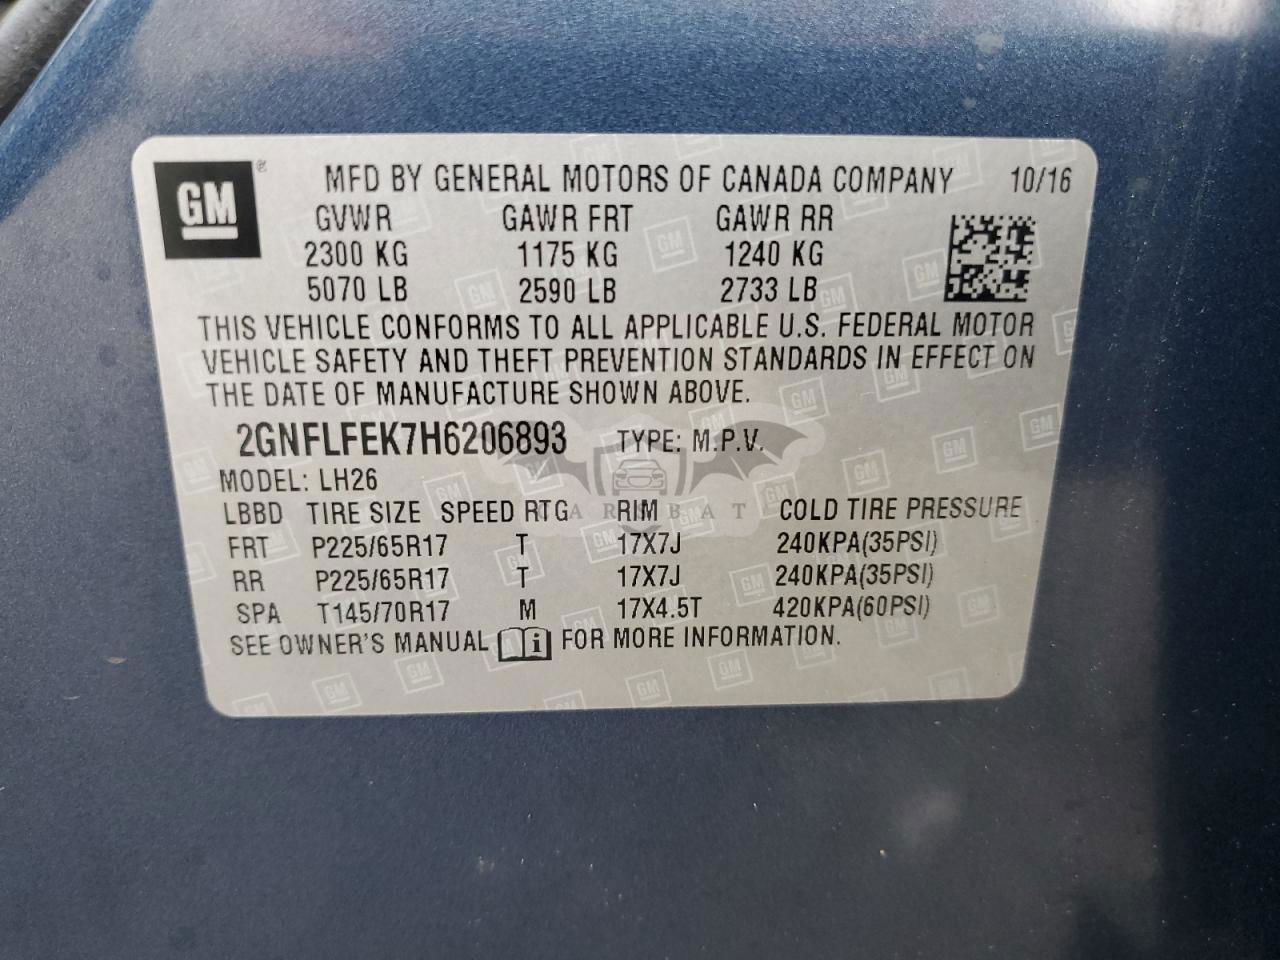 GM ® MFD BY GENERAL MOTORS OF CANADA COMPANY 10/16
GVWR GAWR FRT GAWR RR
2300 KG 1175 KG 1240 KG
5070 LB 2590 LB 2733 LB
THIS VEHICLE CONFORMS TO ALL APPLICABLE U.S. FEDERAL MOTOR
VEHICLE SAFETY AND THEFT PREVENTION STANDARDS IN EFFECT ON
THE DATE OF MANUFACTURE SHOWN ABOVE.
2GNFLFEK7H6206893 TYPE: M.P.V.
MODEL: LH26
LBBD TIRE SIZE SPEED RTG RIM COLD TIRE PRESSURE
CARSBAT
FRT P225/65R17 T 17X7J 240KPA(35PSI)
RR P225/65R17 T 17X7J 240KPA(35PSI)
SPA T145/70R17 M 17X4.5T 420KPA(60PSI)
SEE OWNER'S MANUAL i FOR MORE INFORMATION.